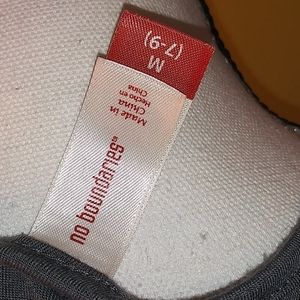 M
(7-9)
no boundaries®
Made in
China
Hecho en
China